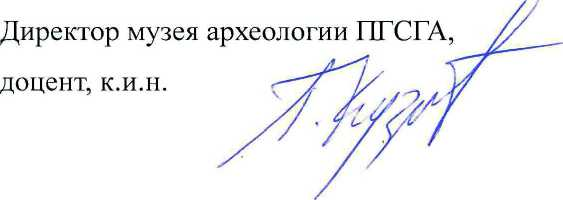 Директор музея археологии ПГСГА,
доцент, к.и.н.